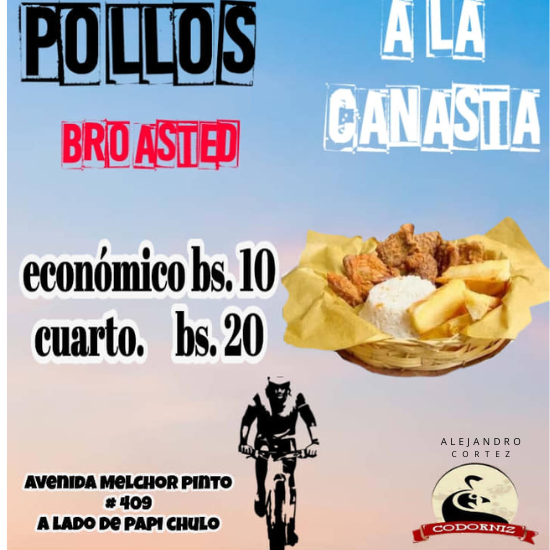 POLLOS
BROASTED
A LA
CANASTA
económico bs. 10
cuarto. bs. 20
AVENIDA MELCHOR PINTO
# 409
A LADO DE PAPI CHULO
ALEJANDRO
CORTEZ
CODORNIZ